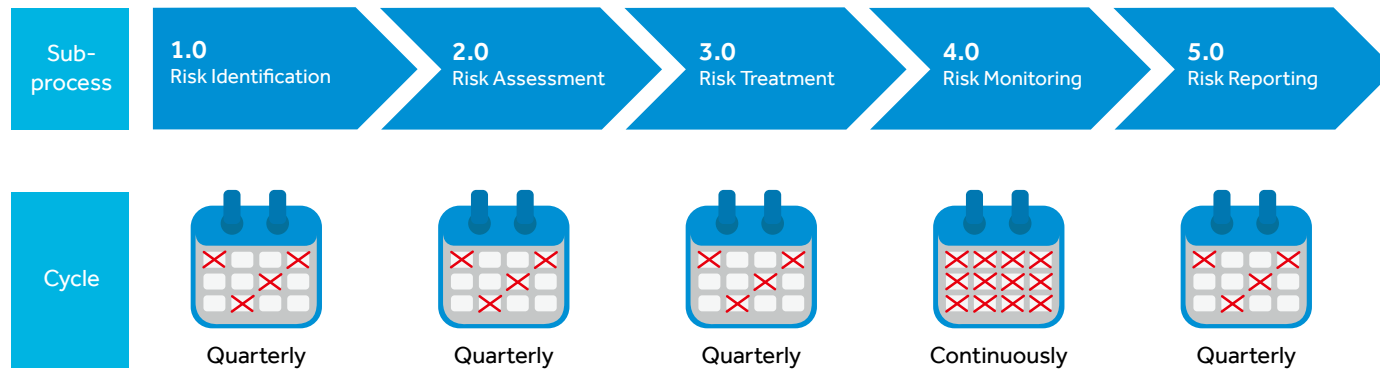 Sub-
process
1.0
Risk Identification
2.0
Risk Assessment
3.0
Risk Treatment
4.0
Risk Monitoring
5.0
Risk Reporting
Cycle
Quarterly
Quarterly
Quarterly
Continuously
Quarterly